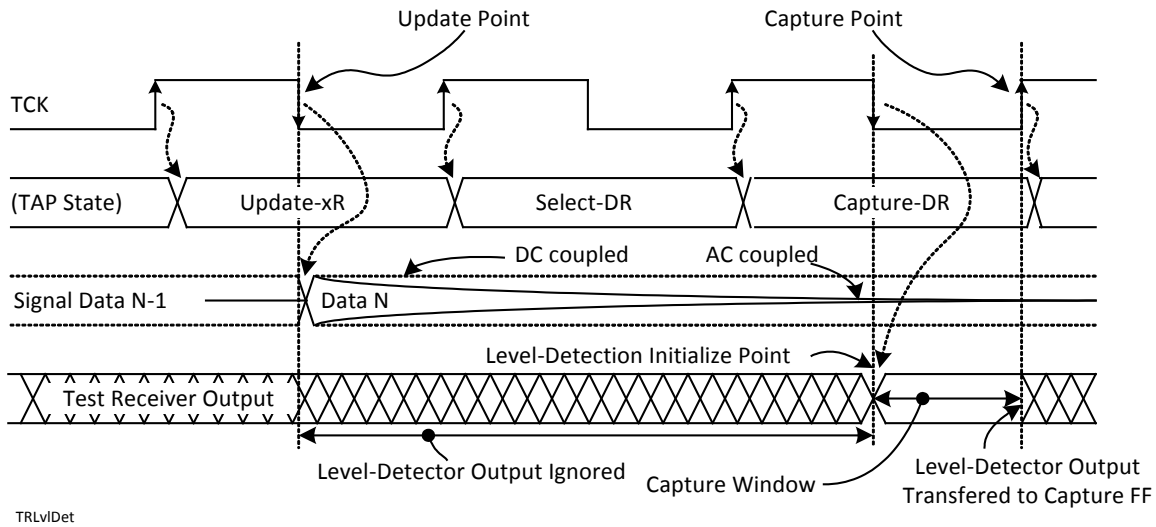 Update Point
Capture Point
TCK
(TAP State)
Update-xR
Select-DR
Capture-DR
DC coupled
AC coupled
Signal Data N-1
Data N
Level-Detection Initialize Point
Test Receiver Output
Level-Detector Output Ignored
Capture Window
Level-Detector Output
Transfered to Capture FF
TRLvlDet